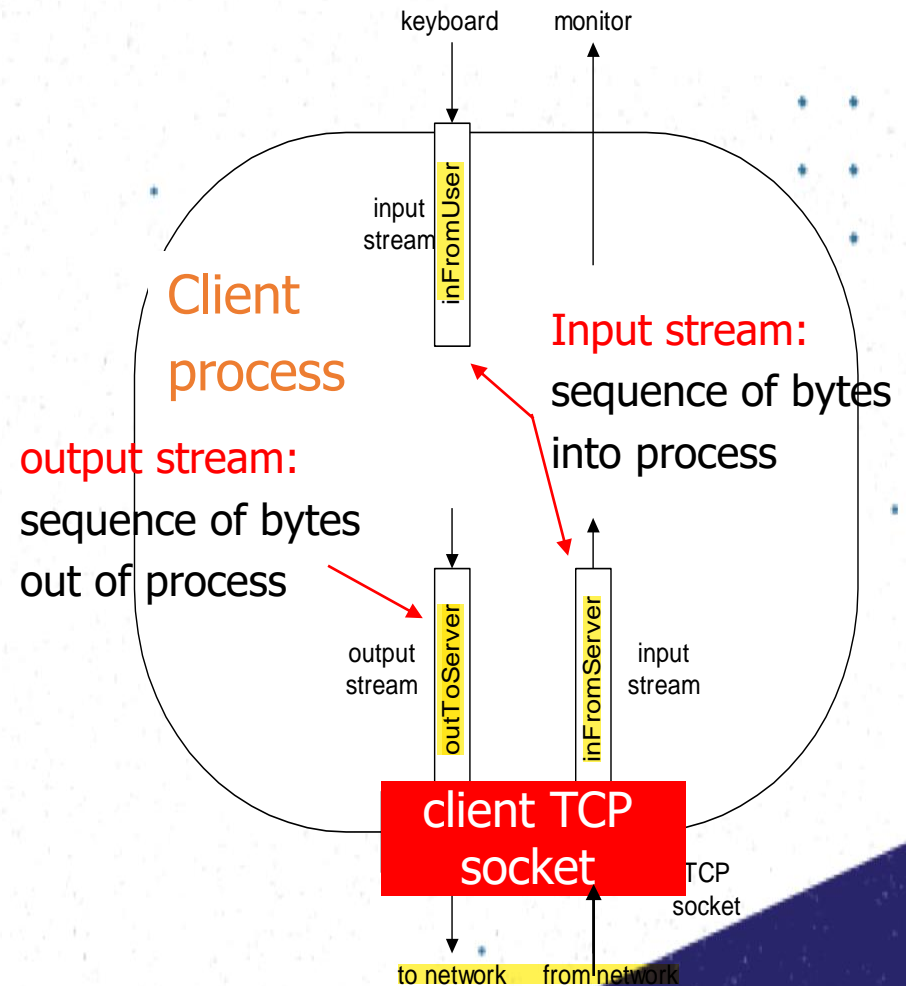 keyboard
monitor
inFromUser
input
stream
Client
process
Input stream:
sequence of bytes
into process
output stream:
sequence of bytes
out of process
output
stream
outToServer
inFromServer
input
stream
client TCP
socket
TCP
socket
to network
from network